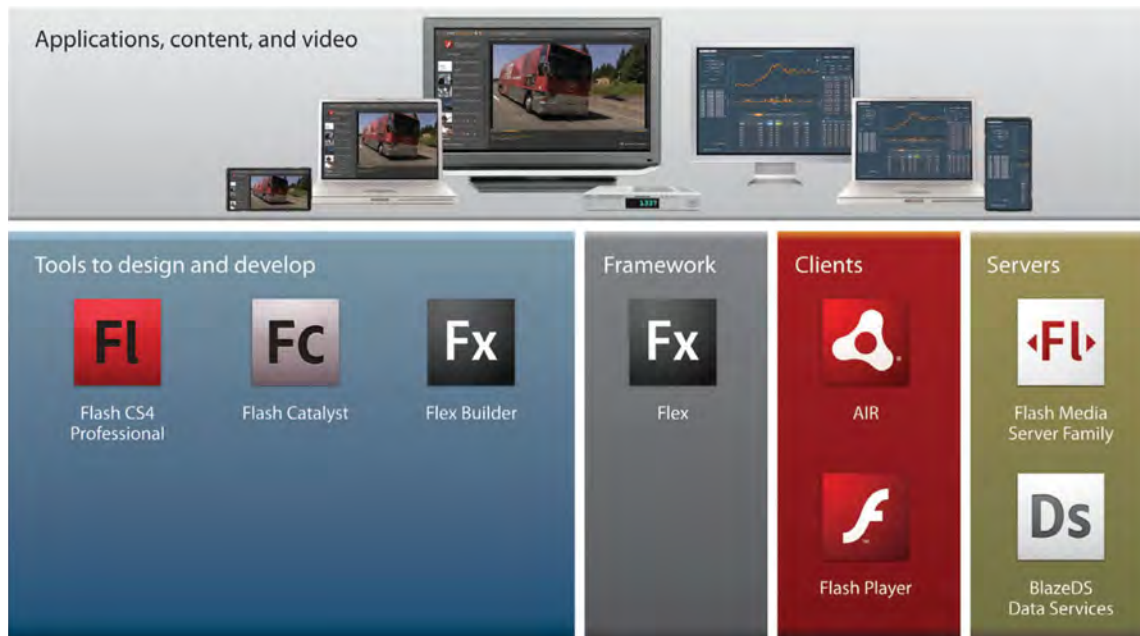 Applications, content, and video
1337
Tools to design and develop
Fl
Flash CS4
Professional
Fc
Flash Catalyst
Fx
Flex Builder
Framework
Fx
Flex
Clients
AIR
Flash Player
Servers
Fl
Flash Media
Server Family
Ds
BlazeDS
Data Services